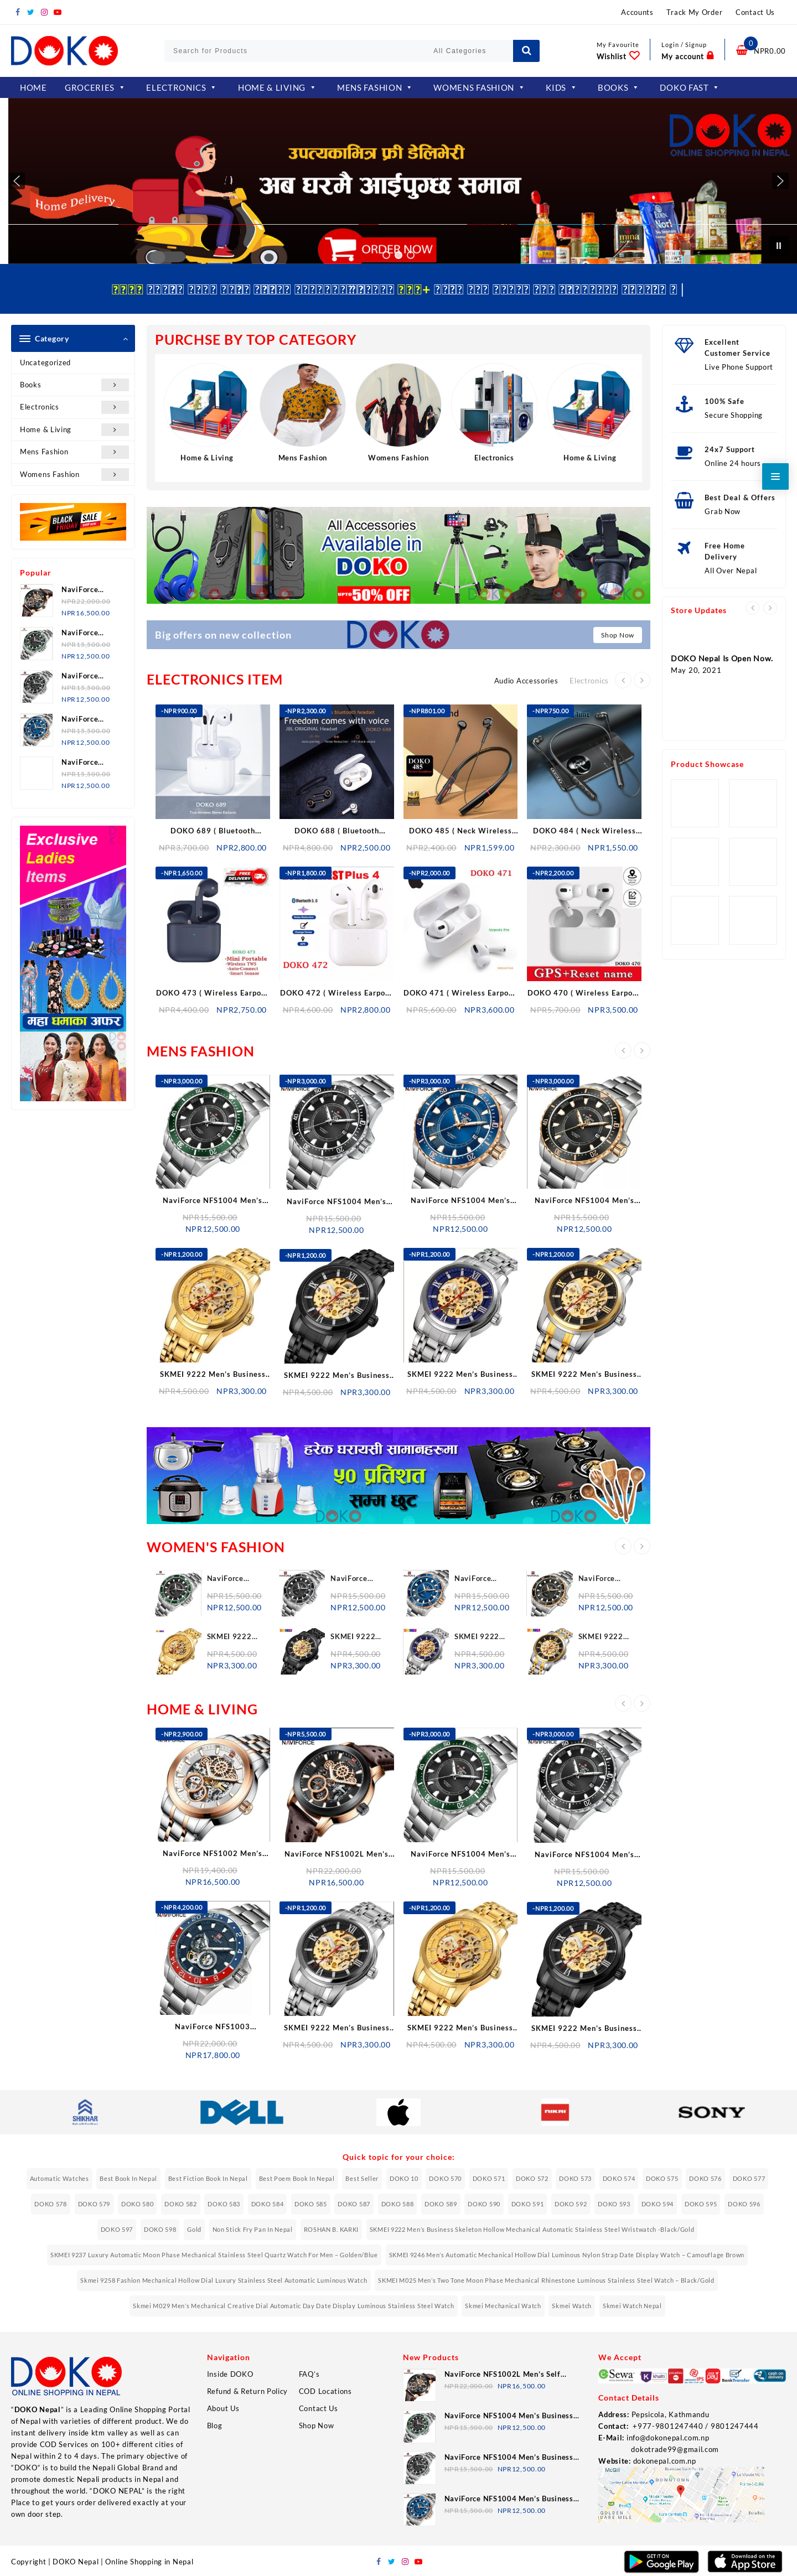 Accounts Track My Order Contact Us
DOKO
Search for Products All Categories
My Favourite
Wishlist
Login / Signup
My account
0
NPR0.00
HOME GROCERIES ELECTRONICS HOME & LIVING MENS FASHION WOMENS FASHION KIDS BOOKS DOKO FAST
DOKO
ONLINE SHOPPING IN NEPAL
Home Delivery
उपत्यकाभित्र फ्री डेलिभेरी
अब घरमै आईपुग्छ समान
ORDER NOW
Category
Uncategorized
Books
Electronics
Home & Living
Mens Fashion
Womens Fashion
BLACK FRIDAY
Popular
NaviForce...
NPR22,000.00
NPR16,500.00
NaviForce...
NPR15,500.00
NPR12,500.00
NaviForce...
NPR15,500.00
NPR12,500.00
NaviForce...
NPR15,500.00
NPR12,500.00
NaviForce...
NPR15,500.00
NPR12,500.00
Exclusive
Ladies
Items
महा धमाका अफर
PURCHSE BY TOP CATEGORY
Home & Living Mens Fashion Womens Fashion Electronics Home & Living
All Accessories
Available in
DOKO
UPTO 50% OFF
Big offers on new collection
DOKO
Shop Now
ELECTRONICS ITEM
Audio Accessories Electronics
-NPR900.00 -NPR2,300.00 -NPR801.00 -NPR750.00
DOKO 689
Freedom comes with voice
JBL ORIGINAL Headset
DOKO 485
DOKO 689 ( Bluetooth... DOKO 688 ( Bluetooth... DOKO 485 ( Neck Wireless... DOKO 484 ( Neck Wireless...
NPR3,700.00 NPR2,800.00 NPR4,800.00 NPR2,500.00 NPR2,400.00 NPR1,599.00 NPR2,300.00 NPR1,550.00
-NPR1,650.00 -NPR1,800.00 -NPR2,000.00 -NPR2,200.00
FREE DELIVERY
DOKO 473
Mini Portable
Plus 4
DOKO 472
DOKO 471
DOKO 470
GPS+Reset name
DOKO 473 ( Wireless Earpo... DOKO 472 ( Wireless Earpo... DOKO 471 ( Wireless Earpo... DOKO 470 ( Wireless Earpo...
NPR4,400.00 NPR2,750.00 NPR4,600.00 NPR2,800.00 NPR5,600.00 NPR3,600.00 NPR5,700.00 NPR3,500.00
MENS FASHION
-NPR3,000.00 -NPR3,000.00 -NPR3,000.00 -NPR3,000.00
NaviForce NFS1004 Men's... NaviForce NFS1004 Men's... NaviForce NFS1004 Men's... NaviForce NFS1004 Men's...
NPR15,500.00 NPR15,500.00 NPR15,500.00 NPR15,500.00
NPR12,500.00 NPR12,500.00 NPR12,500.00 NPR12,500.00
-NPR1,200.00 -NPR1,200.00 -NPR1,200.00 -NPR1,200.00
SKMEI 9222 Men's Business... SKMEI 9222 Men's Business... SKMEI 9222 Men's Business... SKMEI 9222 Men's Business...
NPR4,500.00 NPR3,300.00 NPR4,500.00 NPR3,300.00 NPR4,500.00 NPR3,300.00 NPR4,500.00 NPR3,300.00
हरेक घरायसी सामानहरूमा
५० प्रतिशत
सम्म छुट
WOMEN'S FASHION
NaviForce... NaviForce... NaviForce... NaviForce...
NPR15,500.00 NPR15,500.00 NPR15,500.00 NPR15,500.00
NPR12,500.00 NPR12,500.00 NPR12,500.00 NPR12,500.00
SKMEI 9222... SKMEI 9222... SKMEI 9222... SKMEI 9222...
NPR4,500.00 NPR4,500.00 NPR4,500.00 NPR4,500.00
NPR3,300.00 NPR3,300.00 NPR3,300.00 NPR3,300.00
HOME & LIVING
-NPR2,900.00 -NPR5,500.00 -NPR3,000.00 -NPR3,000.00
NaviForce NFS1002 Men's... NaviForce NFS1002L Men's... NaviForce NFS1004 Men's... NaviForce NFS1004 Men's...
NPR19,400.00 NPR22,000.00 NPR15,500.00 NPR15,500.00
NPR16,500.00 NPR16,500.00 NPR12,500.00 NPR12,500.00
-NPR4,200.00 -NPR1,200.00 -NPR1,200.00 -NPR1,200.00
NaviForce NFS1003... SKMEI 9222 Men's Business... SKMEI 9222 Men's Business... SKMEI 9222 Men's Business...
NPR22,000.00 NPR4,500.00 NPR3,300.00 NPR4,500.00 NPR3,300.00 NPR4,500.00 NPR3,300.00
NPR17,800.00
Excellent
Customer Service
Live Phone Support
100% Safe
Secure Shopping
24x7 Support
Online 24 hours
Best Deal & Offers
Grab Now
Free Home
Delivery
All Over Nepal
Store Updates
DOKO Nepal Is Open Now.
May 20, 2021
Product Showcase
SHIKHAR DELL NIKAI SONY
Quick topic for your choice:
Automatic Watches Best Book In Nepal Best Fiction Book In Nepal Best Poem Book In Nepal Best Seller DOKO 10 DOKO 570 DOKO 571 DOKO 572 DOKO 573 DOKO 574 DOKO 575 DOKO 576 DOKO 577
DOKO 578 DOKO 579 DOKO 580 DOKO 582 DOKO 583 DOKO 584 DOKO 585 DOKO 587 DOKO 588 DOKO 589 DOKO 590 DOKO 591 DOKO 592 DOKO 593 DOKO 594 DOKO 595 DOKO 596
DOKO 597 DOKO 598 Gold Non Stick Fry Pan In Nepal ROSHAN B. KARKI SKMEI 9222 Men's Business Skeleton Hollow Mechanical Automatic Stainless Steel Wristwatch -Black/Gold
SKMEI 9237 Luxury Automatic Moon Phase Mechanical Stainless Steel Quartz Watch For Men – Golden/Blue SKMEI 9246 Men's Automatic Mechanical Hollow Dial Luminous Nylon Strap Date Display Watch – Camouflage Brown
Skmei 9258 Fashion Mechanical Hollow Dial Luxury Stainless Steel Automatic Luminous Watch SKMEI M025 Men's Two Tone Moon Phase Mechanical Rhinestone Luminous Stainless Steel Watch – Black/Gold
Skmei M029 Men's Mechanical Creative Dial Automatic Day Date Display Luminous Stainless Steel Watch Skmei Mechanical Watch Skmei Watch Skmei Watch Nepal
DOKO
ONLINE SHOPPING IN NEPAL
"DOKO Nepal" is a Leading Online Shopping Portal
of Nepal with varieties of different product. We do
instant delivery inside ktm valley as well as can
provide COD Services on 100+ different cities of
Nepal within 2 to 4 days. The primary objective of
"DOKO" is to build the Nepali Global Brand and
promote domestic Nepali products in Nepal and
throughout the world. "DOKO NEPAL" is the right
Place to get yours order delivered exactly at your
own door step.
Navigation
Inside DOKO FAQ's
Refund & Return Policy COD Locations
About Us Contact Us
Blog Shop Now
New Products
NaviForce NFS1002L Men's Self...
NPR22,000.00 NPR16,500.00
NaviForce NFS1004 Men's Business...
NPR15,500.00 NPR12,500.00
NaviForce NFS1004 Men's Business...
NPR15,500.00 NPR12,500.00
NaviForce NFS1004 Men's Business...
NPR15,500.00 NPR12,500.00
We Accept
eSewa khalti cash on delivery
Contact Details
Address: Pepsicola, Kathmandu
Contact: +977-9801247440 / 9801247444
E-Mail: info@dokonepal.com.np
dokotrade99@gmail.com
Website: dokonepal.com.np
DOWNTOWN
Copyright | DOKO Nepal | Online Shopping in Nepal
GET IT ON
Google Play
Download on the
App Store